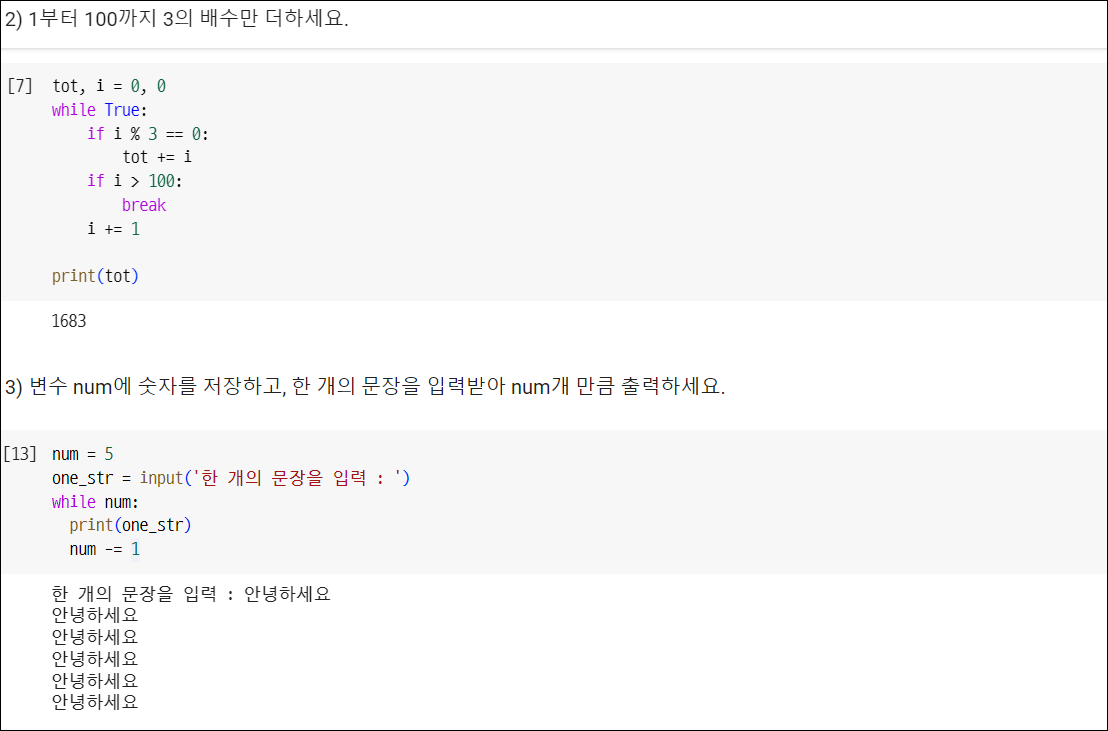 2) 1부터 100까지 3의 배수만 더하세요.
[7] tot, i = 0, 0
while True:
    if i % 3 == 0:
        tot += i
    if i > 100:
        break
    i += 1
print(tot)
1683
3) 변수 num에 숫자를 저장하고, 한 개의 문장을 입력받아 num개 만큼 출력하세요.
[13] num = 5
one_str = input('한 개의 문장을 입력 : ')
while num:
  print(one_str)
  num -= 1
한 개의 문장을 입력 : 안녕하세요
안녕하세요
안녕하세요
안녕하세요
안녕하세요
안녕하세요